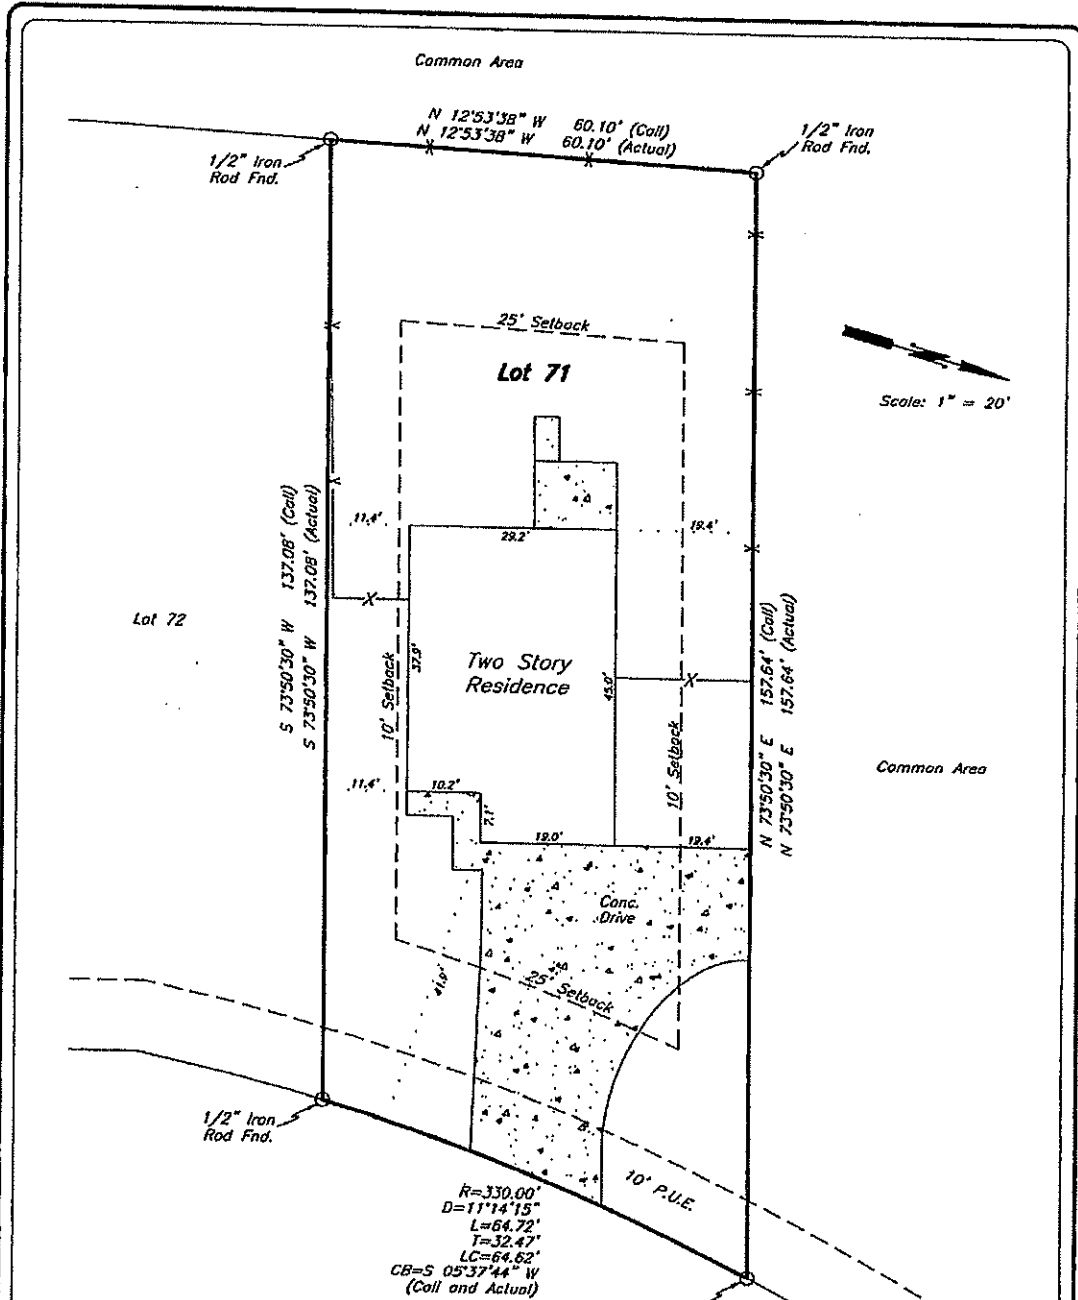 Common Area
N 12°53'38" W 60.10' (Call)
N 12°53'38" W 60.10' (Actual)
1/2" Iron
Rod Fnd.
1/2" Iron
Rod Fnd.
25' Setback
Lot 71
Scale: 1" = 20'
11.4'
29.2'
19.4'
S 73°50'30" W 137.08' (Call)
S 73°50'30" W 137.08' (Actual)
Lot 72
10' Setback
37.9'
Two Story
Residence
45.0'
10' Setback
N 73°50'30" E 157.64' (Call)
N 73°50'30" E 157.64' (Actual)
Common Area
11.4'
10.2'
7.1'
19.0'
19.4'
Conc.
Drive
41.9'
25' Setback
1/2" Iron
Rod Fnd.
10' P.U.E.
R=330.00'
D=11°14'15"
L=64.72'
T=32.47'
LC=64.62'
CB=S 05°37'44" W
(Call and Actual)